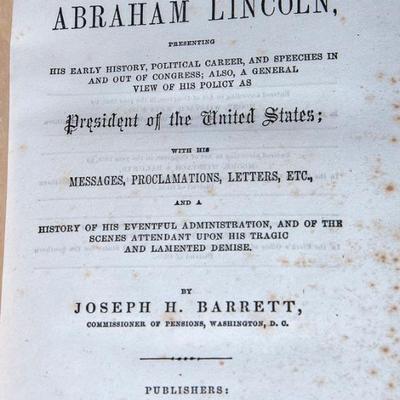 ABRAHAM LINCOLN,
PRESENTING
HIS EARLY HISTORY, POLITICAL CAREER, AND SPEECHES IN
AND OUT OF CONGRESS; ALSO, A GENERAL
VIEW OF HIS POLICY AS
President of the United States;
WITH HIS
MESSAGES, PROCLAMATIONS, LETTERS, ETC.,
AND A
HISTORY OF HIS EVENTFUL ADMINISTRATION, AND OF THE
SCENES ATTENDANT UPON HIS TRAGIC
AND LAMENTED DEMISE.
BY
JOSEPH H. BARRETT,
COMMISSIONER OF PENSIONS, WASHINGTON, D. C.
PUBLISHERS: